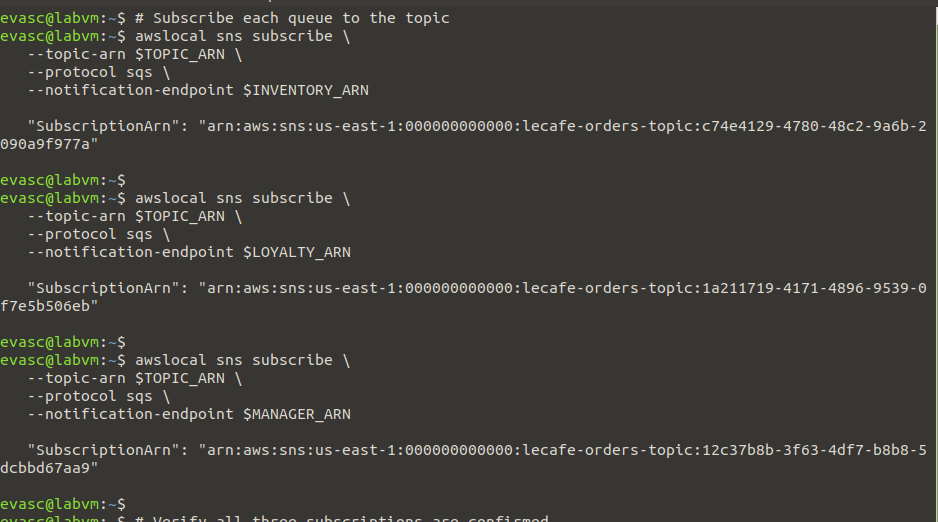 evasc@labvm:~$ # Subscribe each queue to the topic
evasc@labvm:~$ awslocal sns subscribe \
   --topic-arn $TOPIC_ARN \
   --protocol sqs \
   --notification-endpoint $INVENTORY_ARN
   "SubscriptionArn": "arn:aws:sns:us-east-1:000000000000:lecafe-orders-topic:c74e4129-4780-48c2-9a6b-2
090a9f977a"
evasc@labvm:~$
evasc@labvm:~$ awslocal sns subscribe \
   --topic-arn $TOPIC_ARN \
   --protocol sqs \
   --notification-endpoint $LOYALTY_ARN
   "SubscriptionArn": "arn:aws:sns:us-east-1:000000000000:lecafe-orders-topic:1a211719-4171-4896-9539-0
f7e5b506eb"
evasc@labvm:~$
evasc@labvm:~$ awslocal sns subscribe \
   --topic-arn $TOPIC_ARN \
   --protocol sqs \
   --notification-endpoint $MANAGER_ARN
   "SubscriptionArn": "arn:aws:sns:us-east-1:000000000000:lecafe-orders-topic:12c37b8b-3f63-4df7-b8b8-5
dcbbd67aa9"
evasc@labvm:~$
evasc@labvm:~$ # Verify all three subscriptions are confirmed